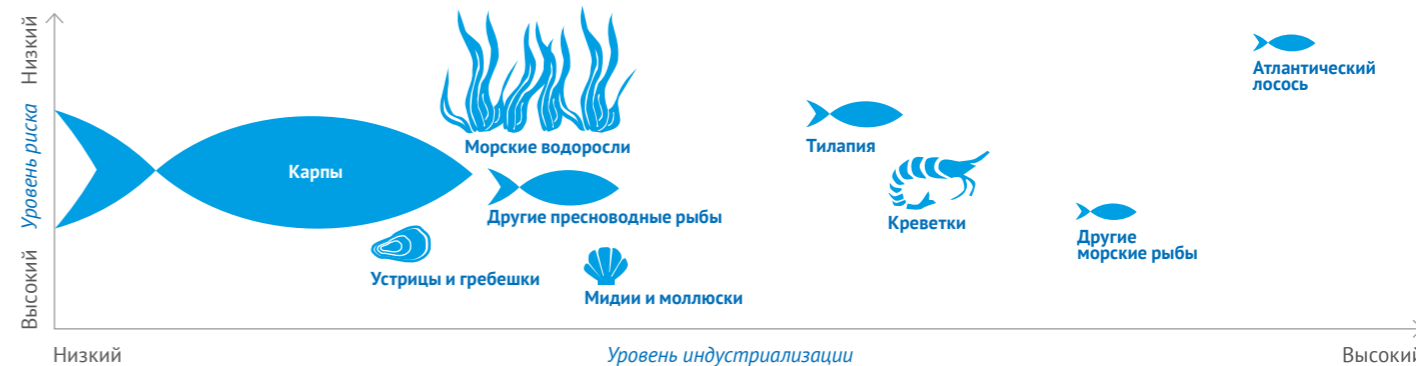 Низкий
Уровень риска
Высокий
Атлантический
лосось
Морские водоросли
Тилапия
Карпы
Другие пресноводные рыбы
Креветки
Другие
морские рыбы
Устрицы и гребешки
Мидии и моллюски
Низкий
Уровень индустриализации
Высокий